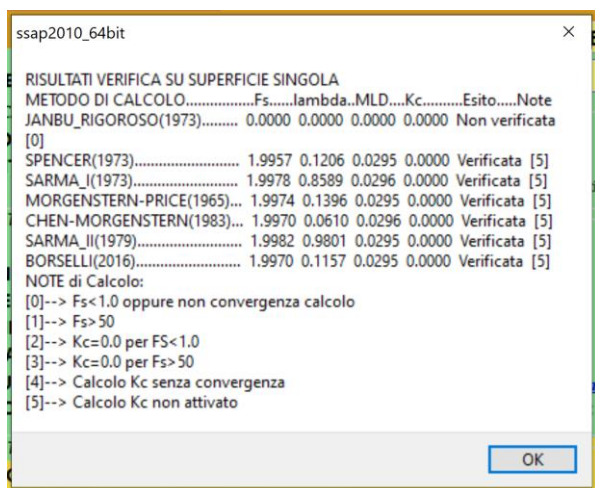 ssap2010_64bit
RISULTATI VERIFICA SU SUPERFICIE SINGOLA
METODO DI CALCOLO.................Fs......lambda..MLD....Kc..........Esito.....Note
JANBU_RIGOROSO(1973)......... 0.0000 0.0000 0.0000 0.0000 Non verificata
[0]
SPENCER(1973)............................ 1.9957 0.1206 0.0295 0.0000 Verificata [5]
SARMA_I(1973)............................ 1.9978 0.8589 0.0296 0.0000 Verificata [5]
MORGENSTERN-PRICE(1965)... 1.9974 0.1396 0.0295 0.0000 Verificata [5]
CHEN-MORGENSTERN(1983)... 1.9970 0.0610 0.0296 0.0000 Verificata [5]
SARMA_II(1979)........................... 1.9982 0.9801 0.0295 0.0000 Verificata [5]
BORSELLI(2016)............................ 1.9970 0.1157 0.0295 0.0000 Verificata [5]
NOTE di Calcolo:
[0]--> Fs<1.0 oppure non convergenza calcolo
[1]--> Fs>50
[2]--> Kc=0.0 per FS<1.0
[3]--> Kc=0.0 per Fs>50
[4]--> Calcolo Kc senza convergenza
[5]--> Calcolo Kc non attivato
OK